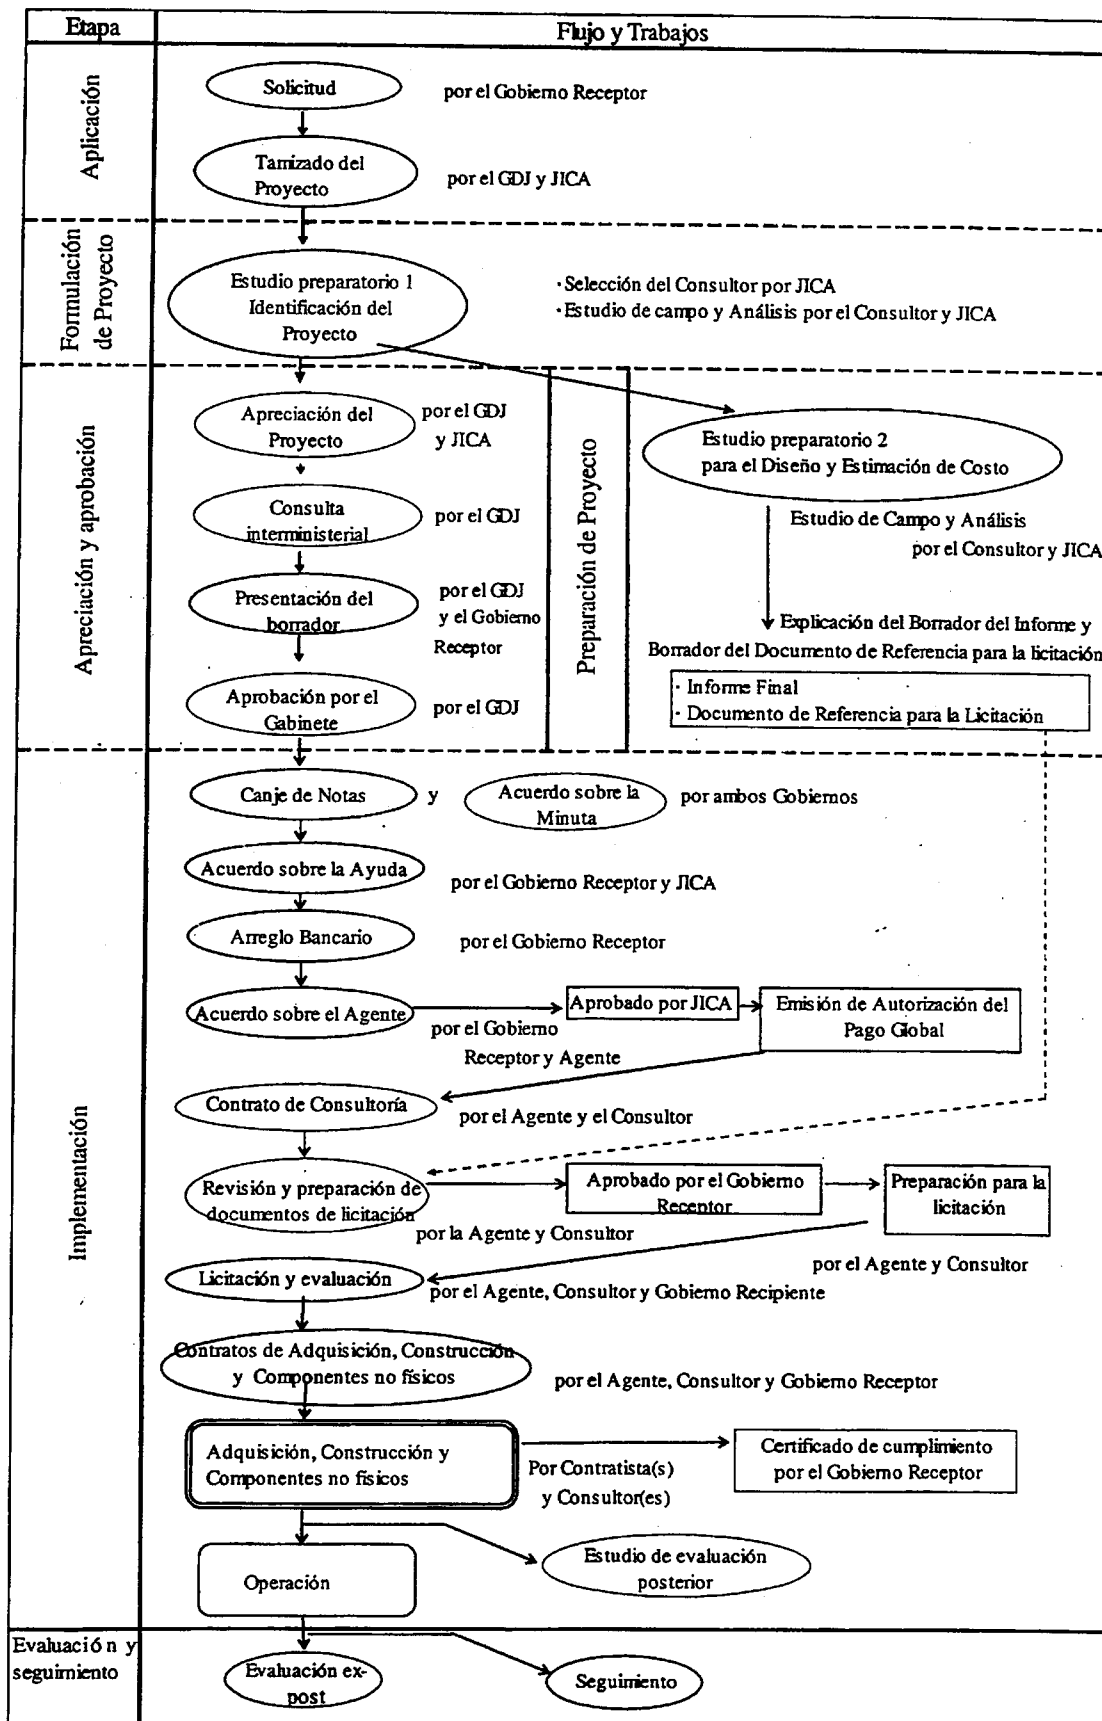 Etapa
Flujo y Trabajos
Aplicación
Solicitud
por el Gobierno Receptor
Tamizado del
Proyecto
por el GDJ y JICA
Formulación
de Proyecto
Estudio preparatorio 1
Identificación del
Proyecto
· Selección del Consultor por JICA
· Estudio de campo y Análisis por el Consultor y JICA
Apreciación y aprobación
Apreciación del
Proyecto
por el GDJ
y JICA
Consulta
interministerial
por el GDJ
Presentación del
borrador
por el GDJ
y el Gobierno
Receptor
Aprobación por el
Gabinete
por el GDJ
Preparación de Proyecto
Estudio preparatorio 2
para el Diseño y Estimación de Costo
Estudio de Campo y Análisis
por el Consultor y JICA
Explicación del Borrador del Informe y
Borrador del Documento de Referencia para la licitación
· Informe Final
· Documento de Referencia para la Licitación
Implementación
Canje de Notas
y
Acuerdo sobre la
Minuta
por ambos Gobiernos
Acuerdo sobre la Ayuda
por el Gobierno Receptor y JICA
Arreglo Bancario
por el Gobierno Receptor
Acuerdo sobre el Agente
por el Gobierno
Receptor y Agente
Aprobado por JICA
Emisión de Autorización del
Pago Global
Contrato de Consultoría
por el Agente y el Consultor
Revisión y preparación de
documentos de licitación
por la Agente y Consultor
Aprobado por el Gobierno
Receptor
Preparación para la
licitación
por el Agente y Consultor
Licitación y evaluación
por el Agente, Consultor y Gobierno Recipiente
Contratos de Adquisición, Construcción
y Componentes no físicos
por el Agente, Consultor y Gobierno Receptor
Adquisición, Construcción y
Componentes no físicos
Por Contratista(s)
y Consultor(es)
Certificado de cumplimiento
por el Gobierno Receptor
Operación
Estudio de evaluación
posterior
Evaluación y
seguimiento
Evaluación ex-
post
Seguimiento